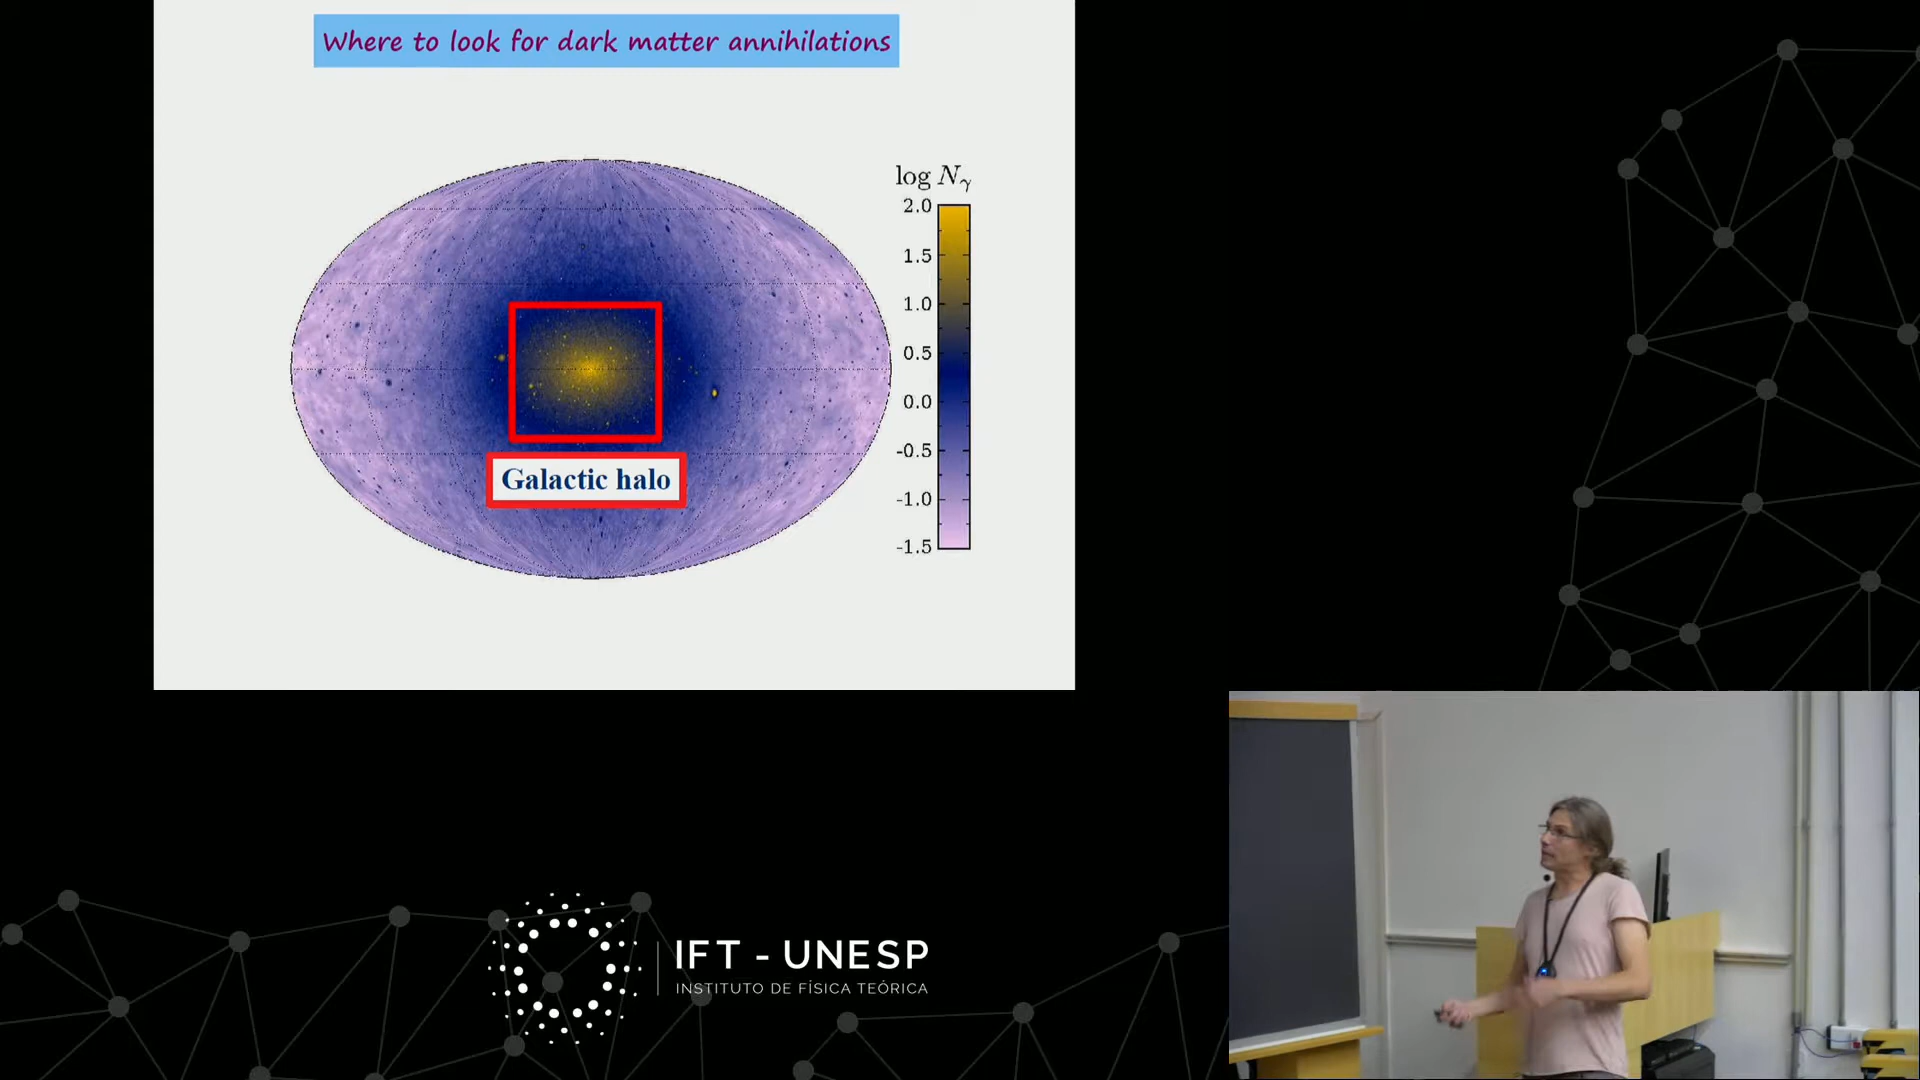 Where to look for dark matter annihilations
log Nγ
2.0
1.5
1.0
0.5
0.0
-0.5
-1.0
-1.5
Galactic halo
IFT - UNESP
INSTITUTO DE FÍSICA TEÓRICA